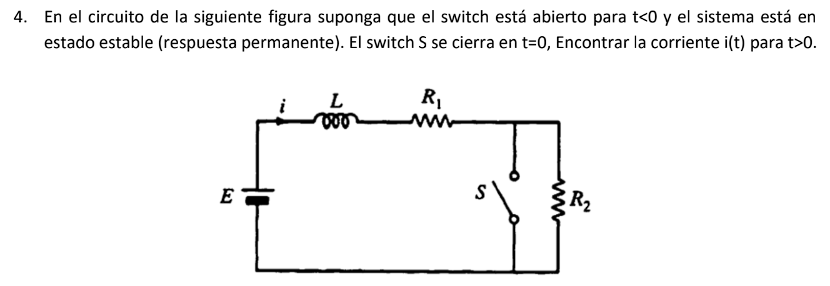 4. En el circuito de la siguiente figura suponga que el switch está abierto para t<0 y el sistema está en
estado estable (respuesta permanente). El switch S se cierra en t=0, Encontrar la corriente i(t) para t>0.
i
L
R₁
E
S
R₂